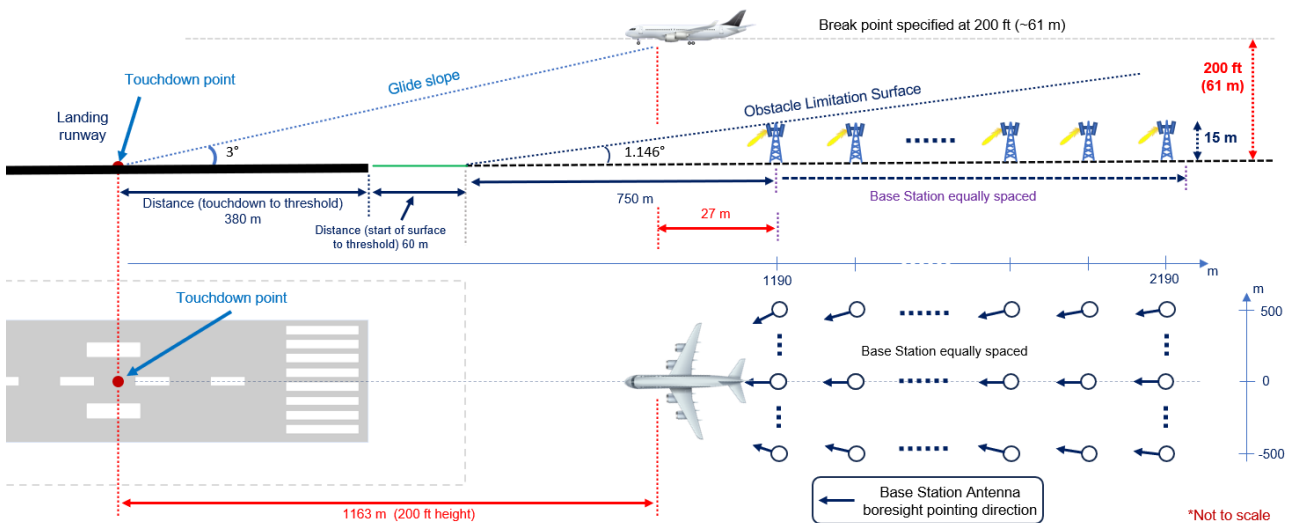 Break point specified at 200 ft (~61 m)
Touchdown point
Glide slope
200 ft
(61 m)
Obstacle Limitation Surface
Landing
runway
3°
1.146°
15 m
Distance (touchdown to threshold)
380 m
750 m
Base Station equally spaced
27 m
Distance (start of surface
to threshold) 60 m
m
1190
2190
Touchdown point
m
500
Base Station equally spaced
0
-500
Base Station Antenna
boresight pointing direction
1163 m (200 ft height)
*Not to scale